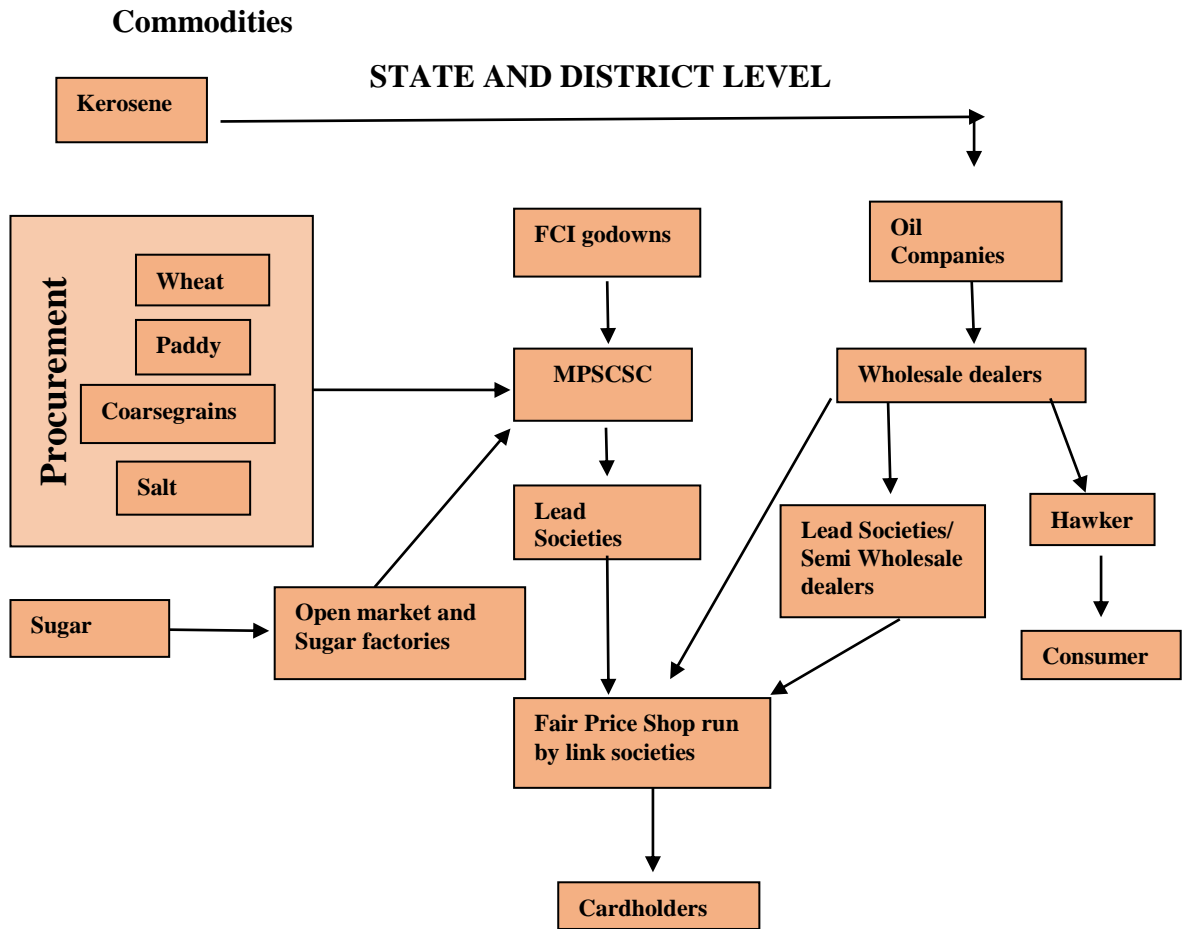 Commodities
STATE AND DISTRICT LEVEL
Kerosene
FCI godowns
Oil
Companies
Procurement
Wheat
Paddy
Coarsegrains
Salt
MPSCSC
Wholesale dealers
Lead
Societies
Lead Societies/
Semi Wholesale
dealers
Hawker
Sugar
Open market and
Sugar factories
Consumer
Fair Price Shop run
by link societies
Cardholders